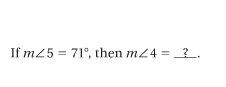 If m∠5 = 71°, then m∠4 = ? .